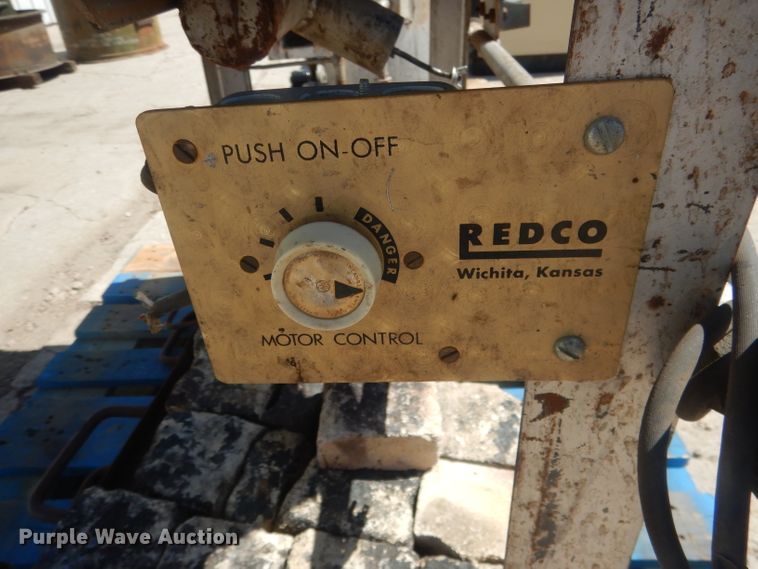 PUSH ON-OFF
DANGER
REDCO
Wichita, Kansas
MOTOR CONTROL
Purple Wave Auction®